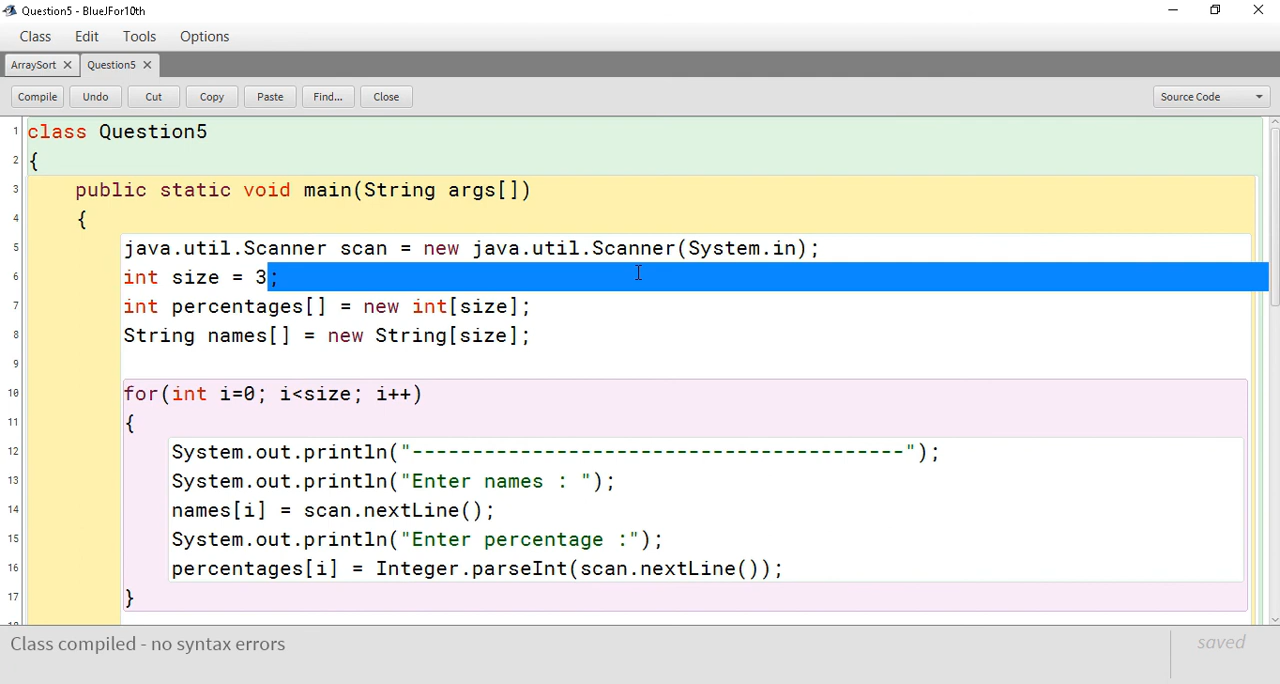 Question5 - BlueJFor10th
Class Edit Tools Options
ArraySort × Question5 ×
Compile Undo Cut Copy Paste Find... Close Source Code
1 class Question5
2 {
3 public static void main(String args[])
4 {
5 java.util.Scanner scan = new java.util.Scanner(System.in);
6 int size = 3;
7 int percentages[] = new int[size];
8 String names[] = new String[size];
9
10 for(int i=0; i<size; i++)
11 {
12 System.out.println("-----------------------------------------");
13 System.out.println("Enter names : ");
14 names[i] = scan.nextLine();
15 System.out.println("Enter percentage :");
16 percentages[i] = Integer.parseInt(scan.nextLine());
17 }
Class compiled - no syntax errors
saved